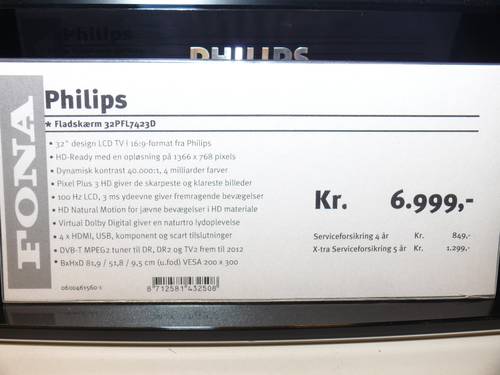 PHILIPS
FONA
Philips
★ Fladskærm 32PFL7423D
• 32" design LCD TV i 16:9-format fra Philips
• HD-Ready med en opløsning på 1366 x 768 pixels
• Dynamisk kontrast 40.000:1, 4 milliarder farver
• Pixel Plus 3 HD giver de skarpeste og klareste billeder
• 100 Hz LCD, 3 ms ydeevne giver fremragende bevægelser
• HD Natural Motion for jævne bevægelser i HD materiale
• Virtual Dolby Digital giver en naturtro lydoplevelse
• 4 x HDMI, USB, komponent og scart tilslutninger
• DVB-T MPEG2 tuner til DR, DR2 og TV2 frem til 2012
• BxHxD 81,9 / 51,8 / 9,5 cm (u.fod) VESA 200 x 300
Kr. 6.999,-
Serviceforsikring 4 år Kr. 849,-
X-tra Serviceforsikring 5 år Kr. 1.299,-
8 712581 432508